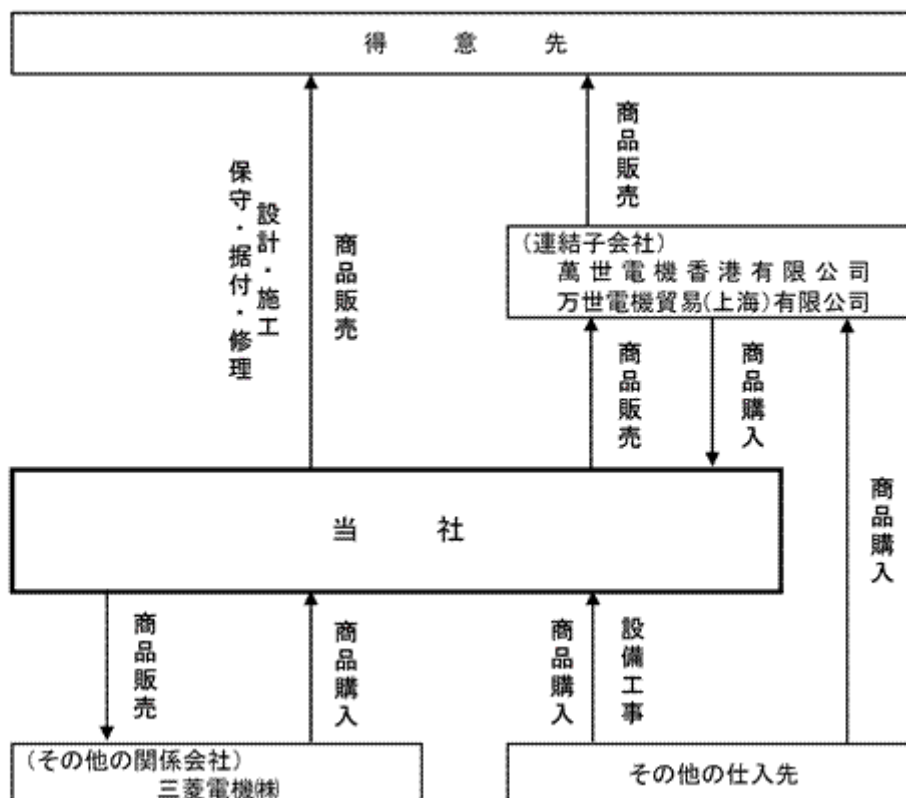 得意先
商品販売
保守・据付・修理
設計・施工
商品販売
(連結子会社)
萬世電機香港有限公司
万世電機貿易(上海)有限公司
商品販売
商品購入
商品購入
当社
商品販売
商品購入
商品購入
設備工事
(その他の関係会社)
三菱電機㈱
その他の仕入先